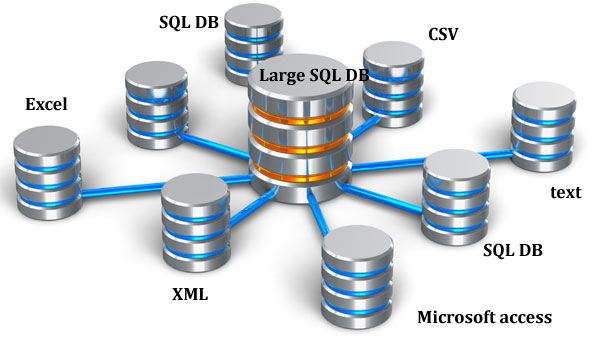 SQL DB
CSV
Large SQL DB
Excel
text
SQL DB
XML
Microsoft access